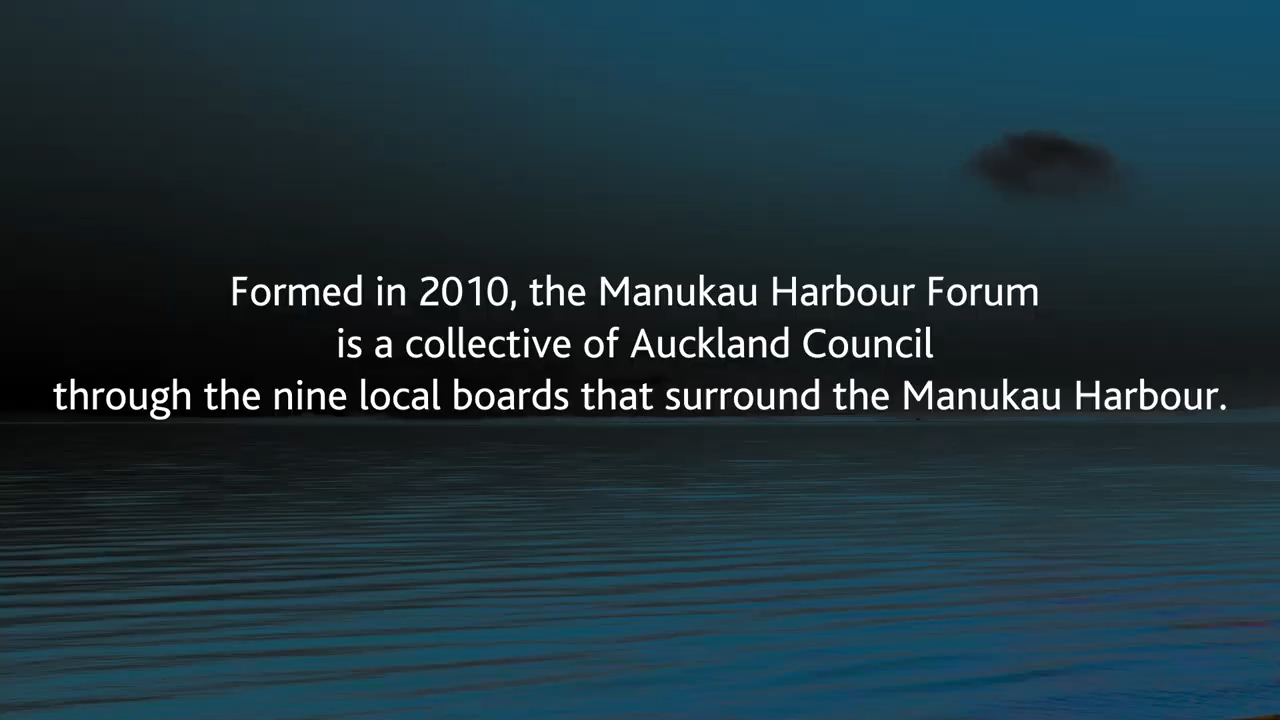 Formed in 2010, the Manukau Harbour Forum
is a collective of Auckland Council
through the nine local boards that surround the Manukau Harbour.